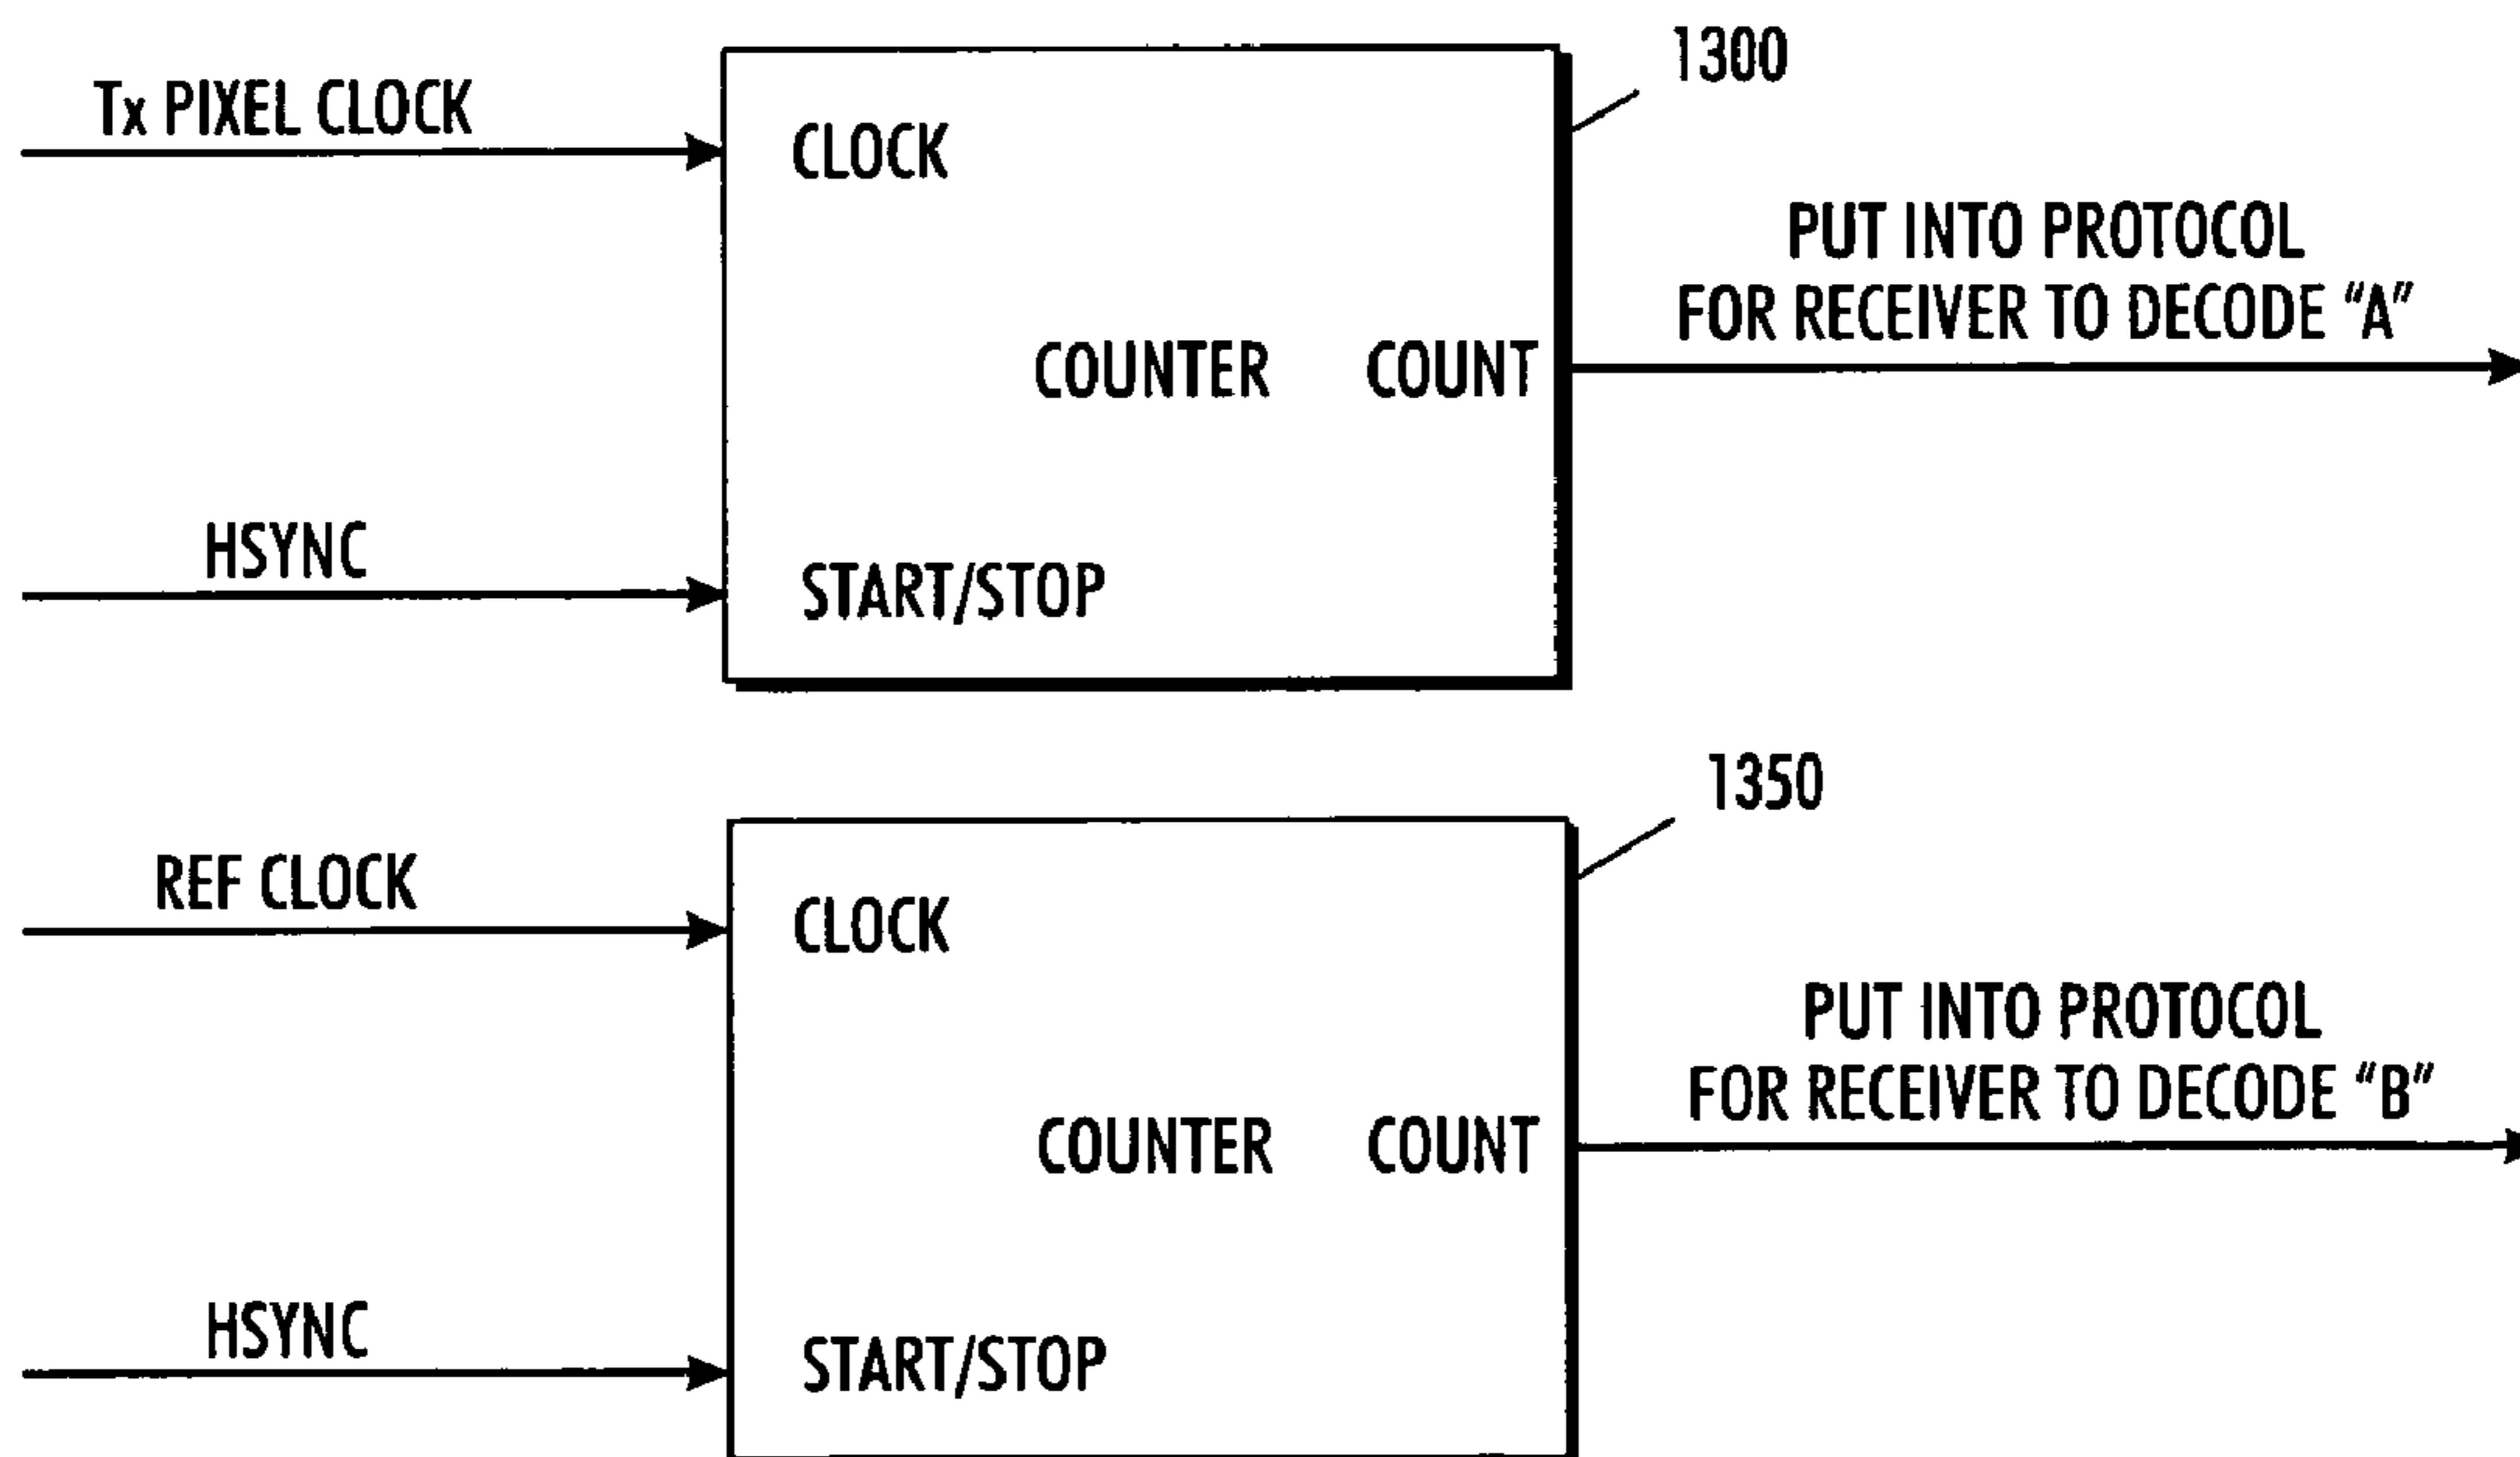 1300
Tx PIXEL CLOCK
CLOCK
PUT INTO PROTOCOL
FOR RECEIVER TO DECODE "A"
COUNTER COUNT
HSYNC
START/STOP
1350
REF CLOCK
CLOCK
PUT INTO PROTOCOL
FOR RECEIVER TO DECODE "B"
COUNTER COUNT
HSYNC
START/STOP